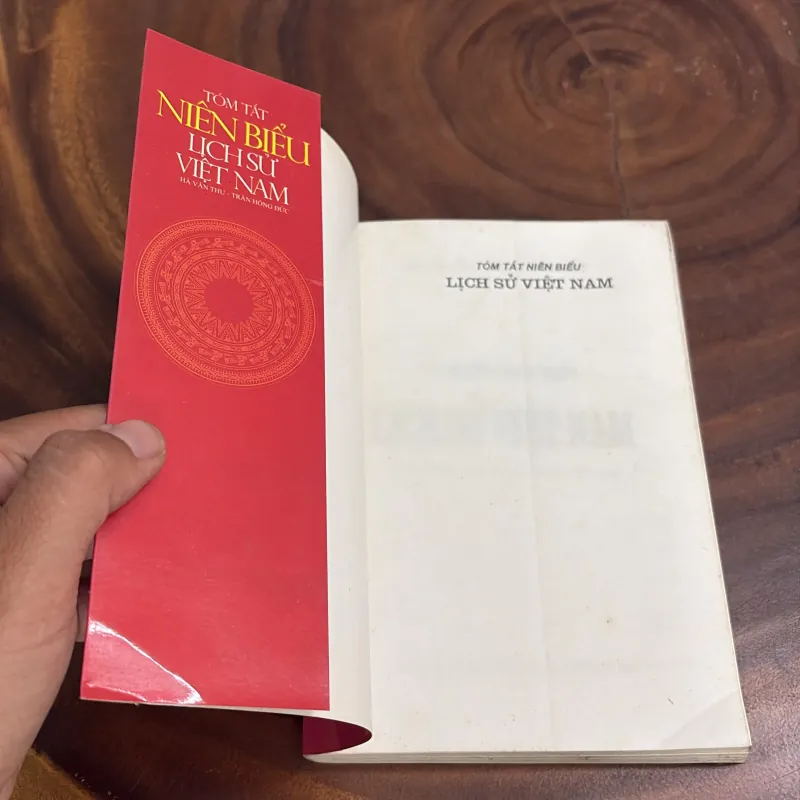 TÓM TẮT
NIÊN BIỂU
LỊCH SỬ
VIỆT NAM
HÀ VĂN THƯ - TRẦN HỒNG ĐỨC
TÓM TẮT NIÊN BIỂU
LỊCH SỬ VIỆT NAM